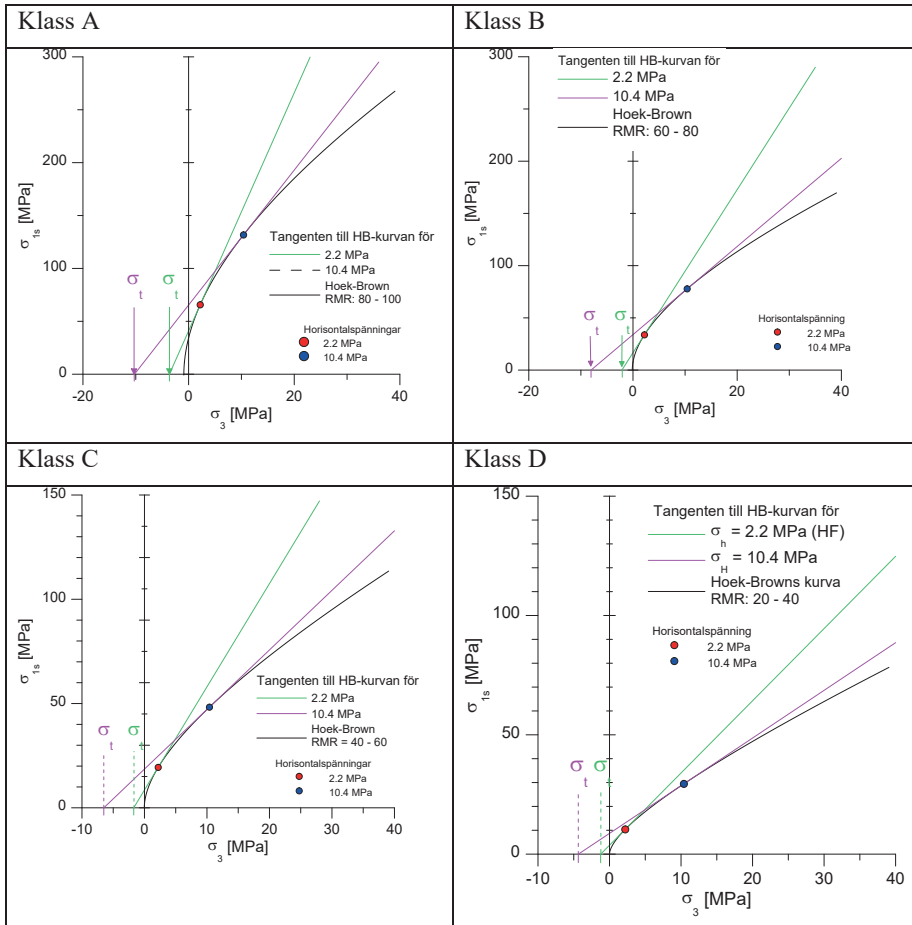 Klass A
300
200
100
0
-20
0
20
40
σ1s [MPa]
σ3 [MPa]
σt
σt
Tangenten till HB-kurvan för
2.2 MPa
10.4 MPa
Hoek-Brown
RMR: 80 - 100
Horisontalspänningar
2.2 MPa
10.4 MPa
Klass B
300
200
100
0
-20
0
20
40
σ1s [MPa]
σ3 [MPa]
σt
σt
Tangenten till HB-kurvan för
2.2 MPa
10.4 MPa
Hoek-Brown
RMR: 60 - 80
Horisontalspänning
2.2 MPa
10.4 MPa
Klass C
150
100
50
0
-10
0
10
20
30
40
σ1s [MPa]
σ3 [MPa]
σt
σt
Tangenten till HB-kurvan för
2.2 MPa
10.4 MPa
Hoek-Brown
RMR = 40 - 60
Horisontalspänningar
2.2 MPa
10.4 MPa
Klass D
150
100
50
0
-10
0
10
20
30
40
σ1s [MPa]
σ3 [MPa]
σt
σt
Tangenten till HB-kurvan för
σh = 2.2 MPa (HF)
σH = 10.4 MPa
Hoek-Browns kurva
RMR: 20 - 40
Horisontalspänning
2.2 MPa
10.4 MPa